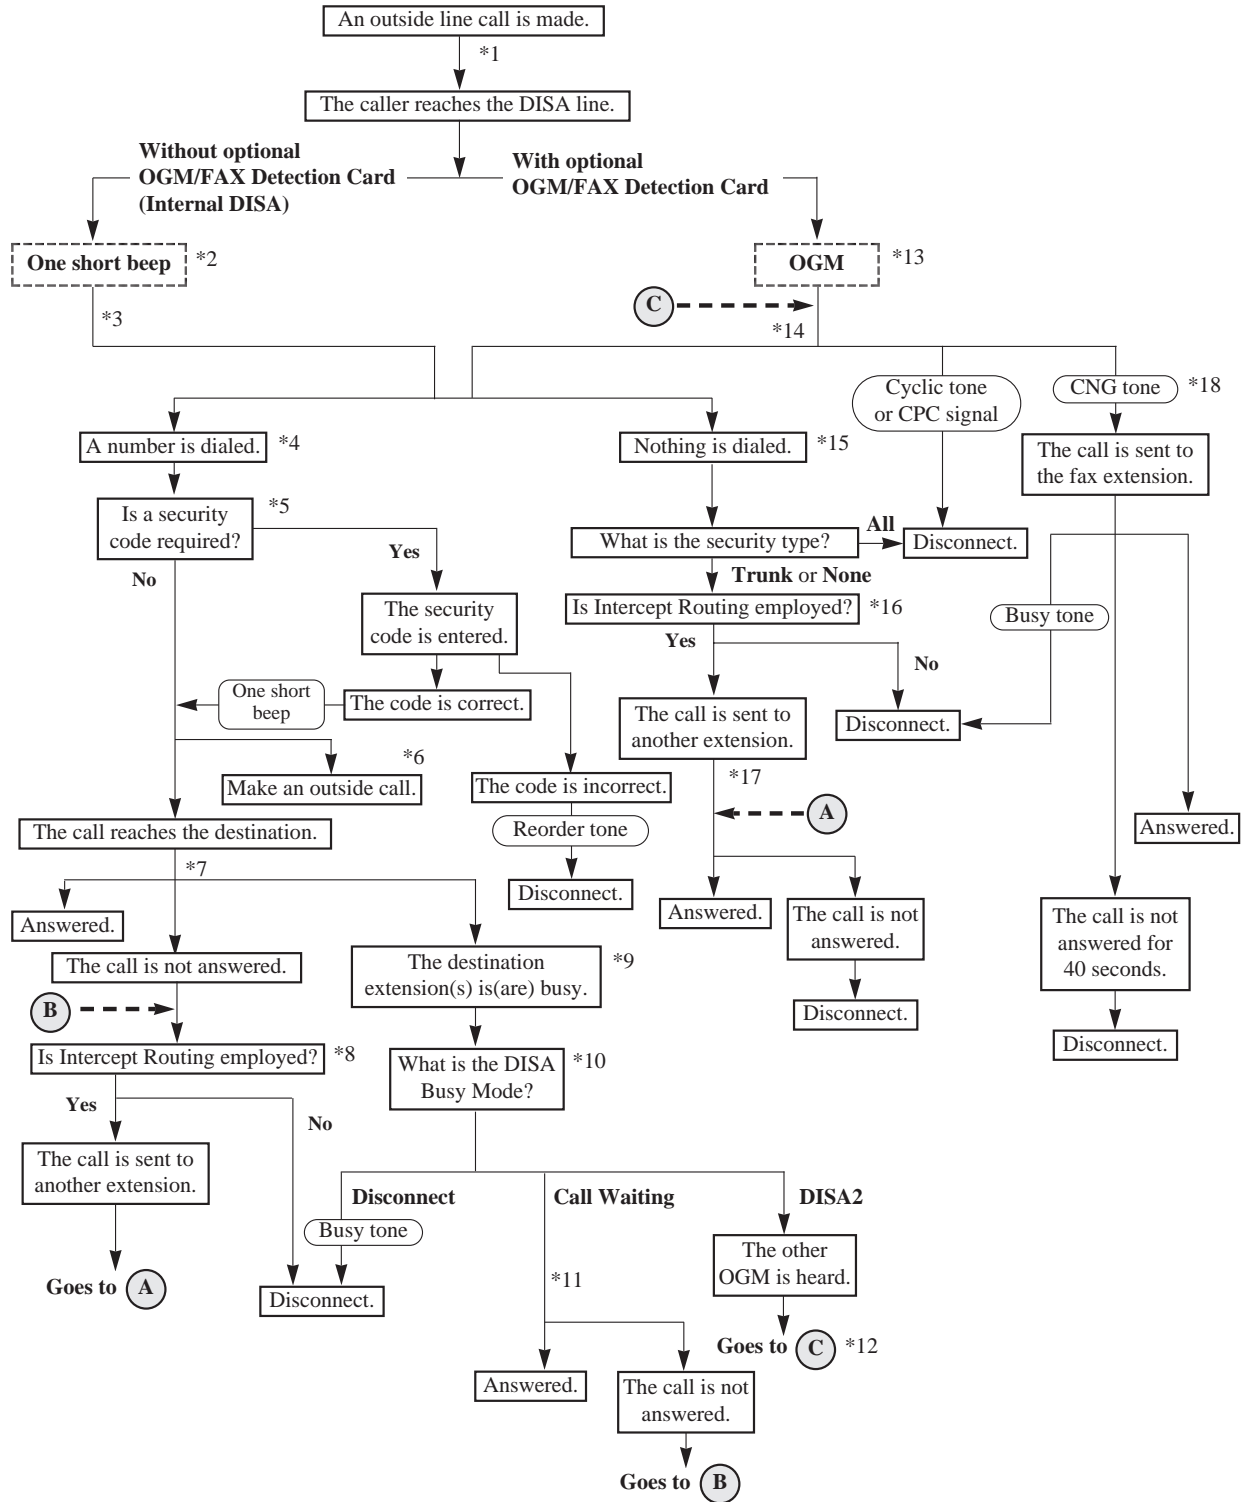 An outside line call is made.
*1
The caller reaches the DISA line.
Without optional
OGM/FAX Detection Card
(Internal DISA)
With optional
OGM/FAX Detection Card
One short beep
*2
OGM
*13
*3
C
*14
Cyclic tone
or CPC signal
CNG tone
*18
A number is dialed.
*4
Nothing is dialed.
*15
The call is sent to
the fax extension.
Is a security
code required?
*5
What is the security type?
All
Disconnect.
Yes
No
Trunk or None
The security
code is entered.
Is Intercept Routing employed?
*16
Busy tone
Yes
No
One short
beep
The code is correct.
The call is sent to
another extension.
Disconnect.
*6
Make an outside call.
The code is incorrect.
*17
A
The call reaches the destination.
Reorder tone
Answered.
*7
Disconnect.
Answered.
The call is not
answered.
The call is not
answered for
40 seconds.
Answered.
The call is not answered.
The destination
extension(s) is(are) busy.
*9
B
Disconnect.
Disconnect.
Is Intercept Routing employed?
*8
What is the DISA
Busy Mode?
*10
Yes
No
The call is sent to
another extension.
Disconnect
Call Waiting
DISA2
Busy tone
The other
OGM is heard.
Goes to A
Disconnect.
*11
Goes to C
*12
Answered.
The call is not
answered.
Goes to B